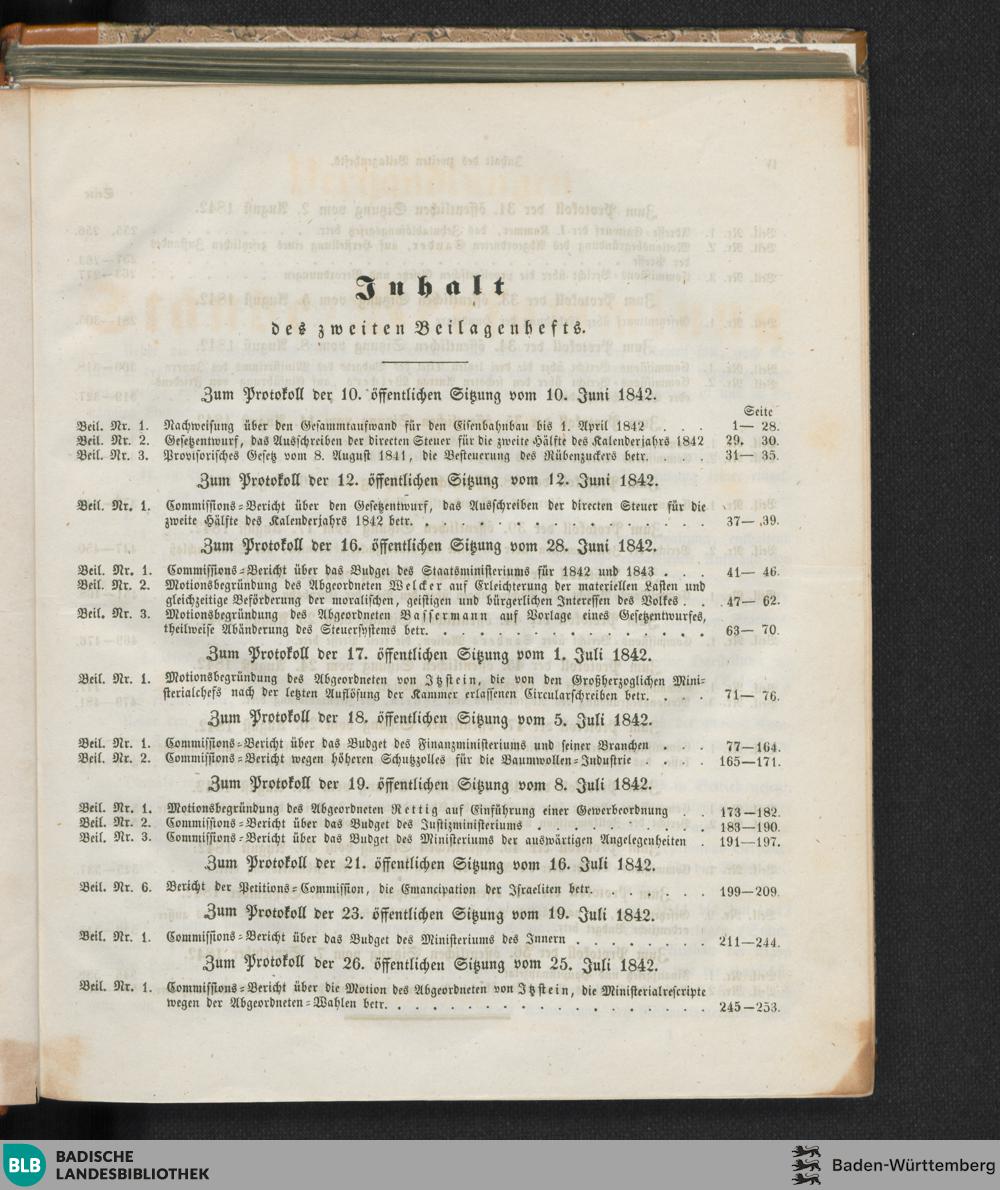 Inhalt
des zweiten Beilagenhefts.
Zum Protokoll der 10. öffentlichen Sitzung vom 10. Juni 1842.
Seite
Beil. Nr. 1. Nachweisung über den Gesammtaufwand für den Eisenbahnbau bis 1. April 1842 . . . 1— 28.
Beil. Nr. 2. Gesetzentwurf, das Ausschreiben der directen Steuer für die zweite Hälfte des Kalenderjahrs 1842 29. 30.
Beil. Nr. 3. Provisorisches Gesetz vom 8. August 1841, die Besteuerung des Rübenzuckers betr. . . . 31— 35.
Zum Protokoll der 12. öffentlichen Sitzung vom 12. Juni 1842.
Beil. Nr. 1. Commissions-Bericht über den Gesetzentwurf, das Ausschreiben der directen Steuer für die
zweite Hälfte des Kalenderjahrs 1842 betr. . . . . . . . . . . . . . 37— 39.
Zum Protokoll der 16. öffentlichen Sitzung vom 28. Juni 1842.
Beil. Nr. 1. Commissions-Bericht über das Budget des Staatsministeriums für 1842 und 1843 . . . 41— 46.
Beil. Nr. 2. Motionsbegründung des Abgeordneten Welcker auf Erleichterung der materiellen Lasten und
gleichzeitige Beförderung der moralischen, geistigen und bürgerlichen Interessen des Volkes . . 47— 62.
Beil. Nr. 3. Motionsbegründung des Abgeordneten Bassermann auf Vorlage eines Gesetzentwurfes,
theilweise Abänderung des Steuersystems betr. . . . . . . . . . . . . 63— 70.
Zum Protokoll der 17. öffentlichen Sitzung vom 1. Juli 1842.
Beil. Nr. 1. Motionsbegründung des Abgeordneten von Itzstein, die von den Großherzoglichen Mini-
sterialchefs nach der letzten Auflösung der Kammer erlassenen Circularschreiben betr. . . . 71— 76.
Zum Protokoll der 18. öffentlichen Sitzung vom 5. Juli 1842.
Beil. Nr. 1. Commissions-Bericht über das Budget des Finanzministeriums und seiner Branchen . . . 77—164.
Beil. Nr. 2. Commissions-Bericht wegen höheren Schutzzolles für die Baumwollen-Industrie . . . . 165—171.
Zum Protokoll der 19. öffentlichen Sitzung vom 8. Juli 1842.
Beil. Nr. 1. Motionsbegründung des Abgeordneten Rettig auf Einführung einer Gewerbeordnung . . 173—182.
Beil. Nr. 2. Commissions-Bericht über das Budget des Justizministeriums . . . . . . . . . 183—190.
Beil. Nr. 3. Commissions-Bericht über das Budget des Ministeriums der auswärtigen Angelegenheiten . 191—197.
Zum Protokoll der 21. öffentlichen Sitzung vom 16. Juli 1842.
Beil. Nr. 6. Bericht der Petitions-Commission, die Emancipation der Israeliten betr. . . . . . . 199—209.
Zum Protokoll der 23. öffentlichen Sitzung vom 19. Juli 1842.
Beil. Nr. 1. Commissions-Bericht über das Budget des Ministeriums des Innern . . . . . . . . 211—244.
Zum Protokoll der 26. öffentlichen Sitzung vom 25. Juli 1842.
Beil. Nr. 1. Commissions-Bericht über die Motion des Abgeordneten von Itzstein, die Ministerialrescripte
wegen der Abgeordneten-Wahlen betr. . . . . . . . . . . . . . . . 245—253.
BLB BADISCHE
LANDESBIBLIOTHEK
Baden-Württemberg